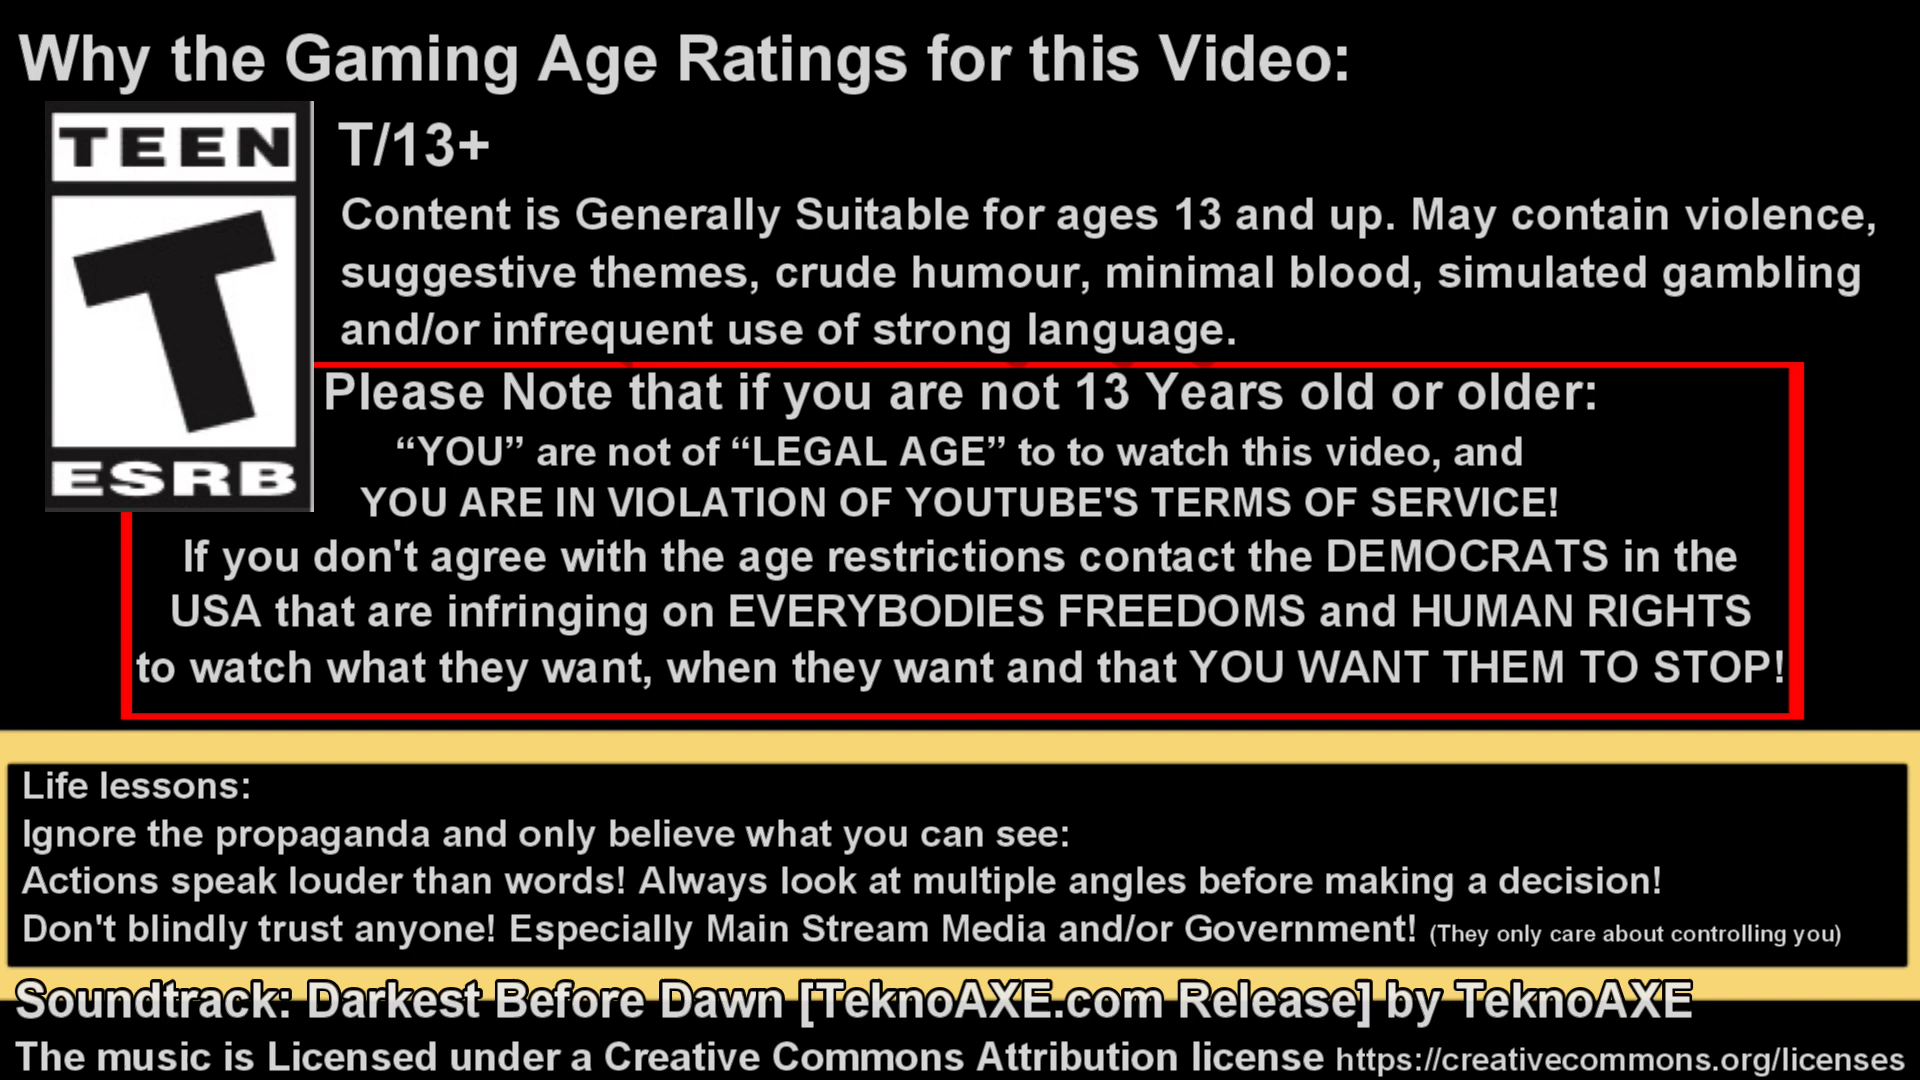 Why the Gaming Age Ratings for this Video:
TEEN
T
ESRB
T/13+
Content is Generally Suitable for ages 13 and up. May contain violence,
suggestive themes, crude humour, minimal blood, simulated gambling
and/or infrequent use of strong language.
Please Note that if you are not 13 Years old or older:
“YOU” are not of “LEGAL AGE” to to watch this video, and
YOU ARE IN VIOLATION OF YOUTUBE'S TERMS OF SERVICE!
If you don't agree with the age restrictions contact the DEMOCRATS in the
USA that are infringing on EVERYBODIES FREEDOMS and HUMAN RIGHTS
to watch what they want, when they want and that YOU WANT THEM TO STOP!
Life lessons:
Ignore the propaganda and only believe what you can see:
Actions speak louder than words! Always look at multiple angles before making a decision!
Don't blindly trust anyone! Especially Main Stream Media and/or Government! (They only care about controlling you)
Soundtrack: Darkest Before Dawn [TeknoAXE.com Release] by TeknoAXE
The music is Licensed under a Creative Commons Attribution license https://creativecommons.org/licenses